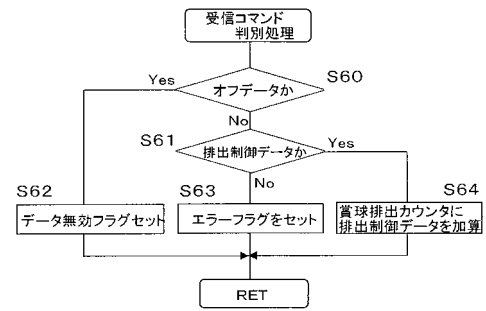 受信コマンド
判別処理
Yes
S60
オフデータか
No
S61
排出制御データか
Yes
No
S62
S63
S64
データ無効フラグセット
エラーフラグをセット
賞球排出カウンタに
排出制御データを加算
RET